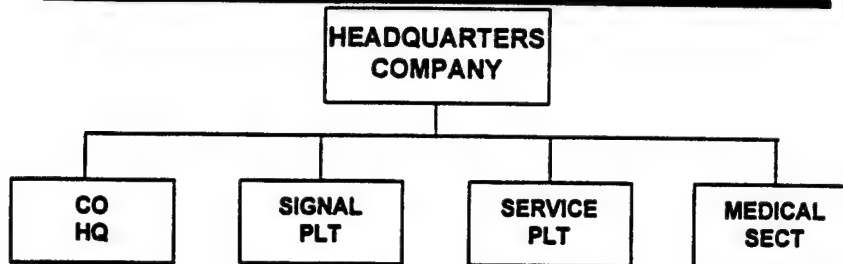 HEADQUARTERS
COMPANY
CO
HQ
SIGNAL
PLT
SERVICE
PLT
MEDICAL
SECT